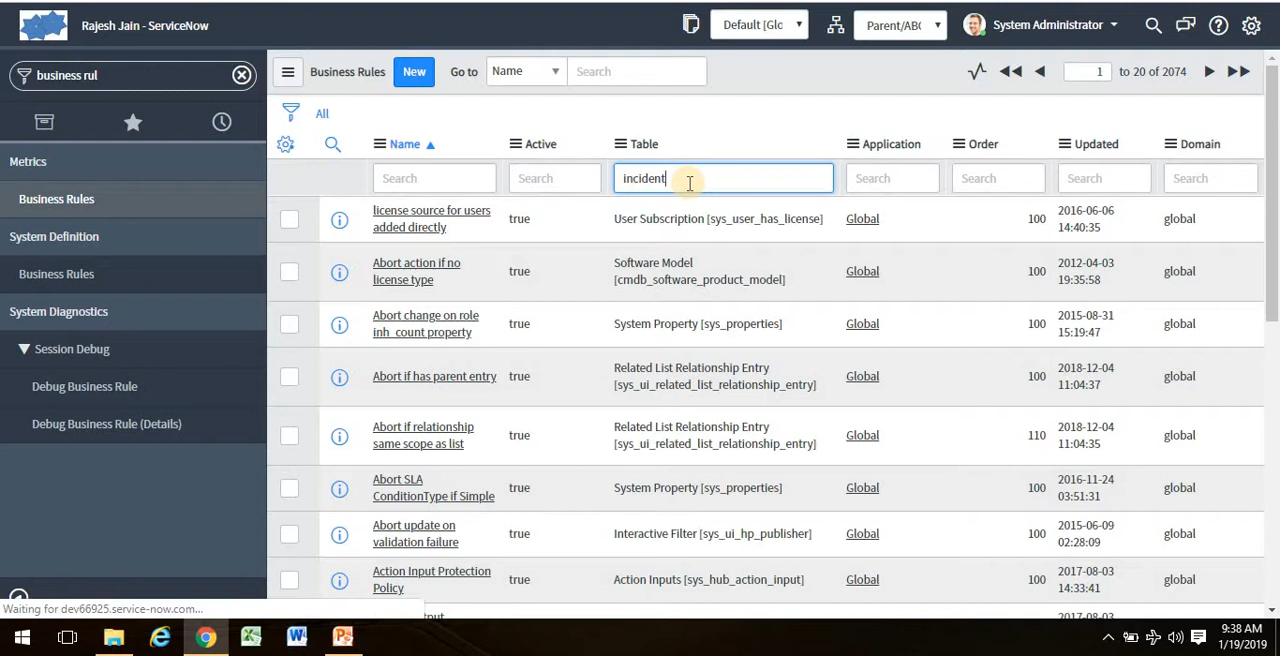 Rajesh Jain - ServiceNow
Default [Glo
Parent/AB
System Administrator
business rul
Metrics
Business Rules
System Definition
Business Rules
System Diagnostics
Session Debug
Debug Business Rule
Debug Business Rule (Details)
Business Rules New Go to Name Search 1 to 20 of 2074
All
Name Active Table Application Order Updated Domain
Search Search incident Search Search Search Search
license source for users added directly true User Subscription [sys_user_has_license] Global 100 2016-06-06 14:40:35 global
Abort action if no license type true Software Model [cmdb_software_product_model] Global 100 2012-04-03 19:35:58 global
Abort change on role inh_count property true System Property [sys_properties] Global 100 2015-08-31 15:19:47 global
Abort if has parent entry true Related List Relationship Entry [sys_ui_related_list_relationship_entry] Global 100 2018-12-04 11:04:37 global
Abort if relationship same scope as list true Related List Relationship Entry [sys_ui_related_list_relationship_entry] Global 110 2018-12-04 11:04:35 global
Abort SLA ConditionType if Simple true System Property [sys_properties] Global 100 2016-11-24 03:51:31 global
Abort update on validation failure true Interactive Filter [sys_ui_hp_publisher] Global 100 2015-06-09 02:28:09 global
Action Input Protection Policy true Action Inputs [sys_hub_action_input] Global 100 2017-08-03 14:33:41 global
2017-08-03
Waiting for dev66925.service-now.com...
9:38 AM
1/19/2019